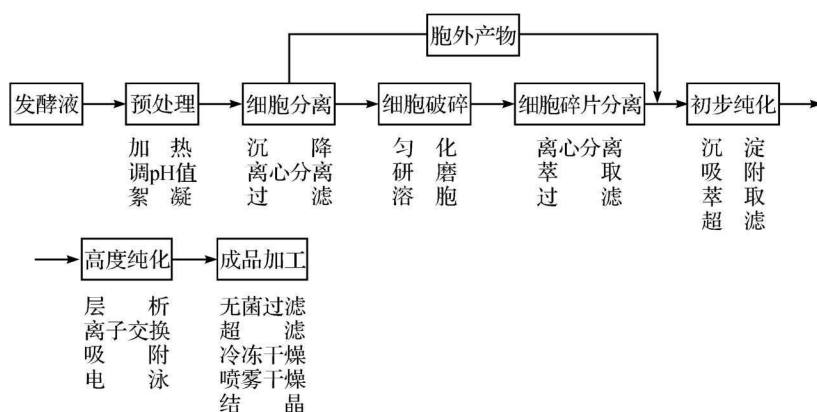 胞外产物
发酵液 预处理 细胞分离 细胞破碎 细胞碎片分离 初步纯化
加热 沉降 匀化 离心分离 沉淀
调pH值 离心分离 研磨 萃取 吸附
絮凝 过滤 溶胞 过滤 萃取
超滤
高度纯化 成品加工
层析 无菌过滤
离子交换 超滤
吸附 冷冻干燥
电泳 喷雾干燥
结晶